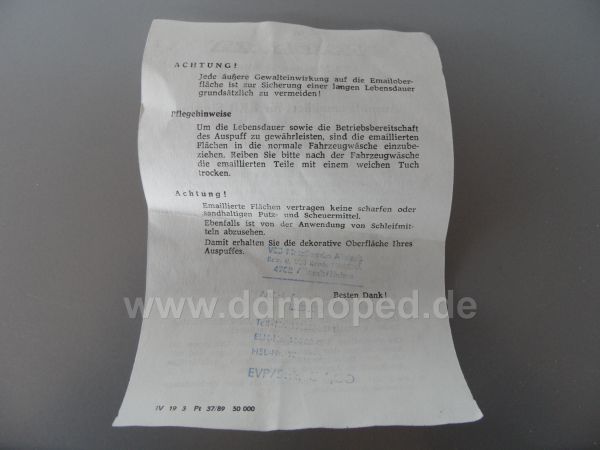 ACHTUNG!
Jede äußere Gewalteinwirkung auf die Emailober-
fläche ist zur Sicherung einer langen Lebensdauer
grundsätzlich zu vermeiden!
Pflegehinweise
Um die Lebensdauer sowie die Betriebsbereitschaft
des Auspuff zu gewährleisten, sind die emaillierten
Flächen in die normale Fahrzeugwäsche einzube-
ziehen. Reiben Sie bitte nach der Fahrzeugwäsche
die emaillierten Teile mit einem weichen Tuch
trocken.
Achtung!
Emaillierte Flächen vertragen keine scharfen oder
sandhaltigen Putz- und Scheuermittel.
Ebenfalls ist von der Anwendung von Schleifmit-
teln abzusehen.
Damit erhalten Sie die dekorative Oberfläche Ihres
Auspuffes.
VEB
Besten Dank!
www.ddrmoped.de
EVP/
IV 19 3 Pt 37/89 50 000